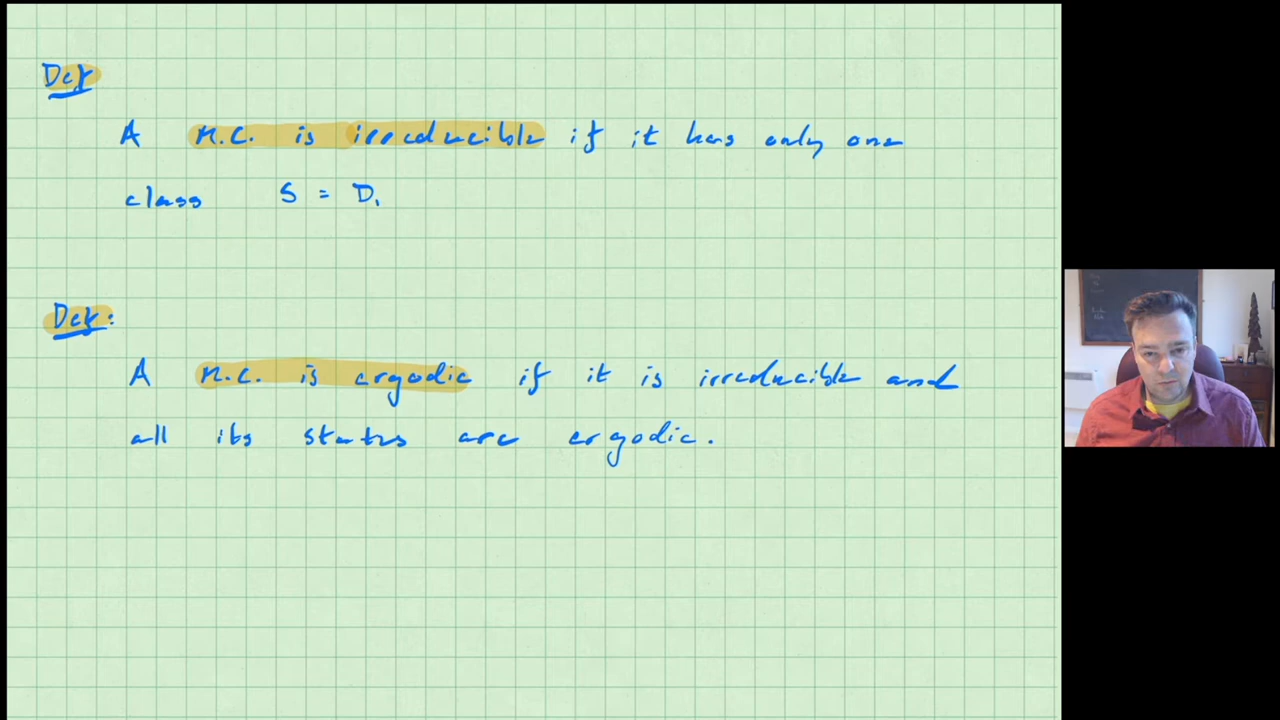 Def
A M.C. is irreducible if it has only one
class S = D₁
Def:
A M.C. is ergodic if it is irreducible and
all its states are ergodic.